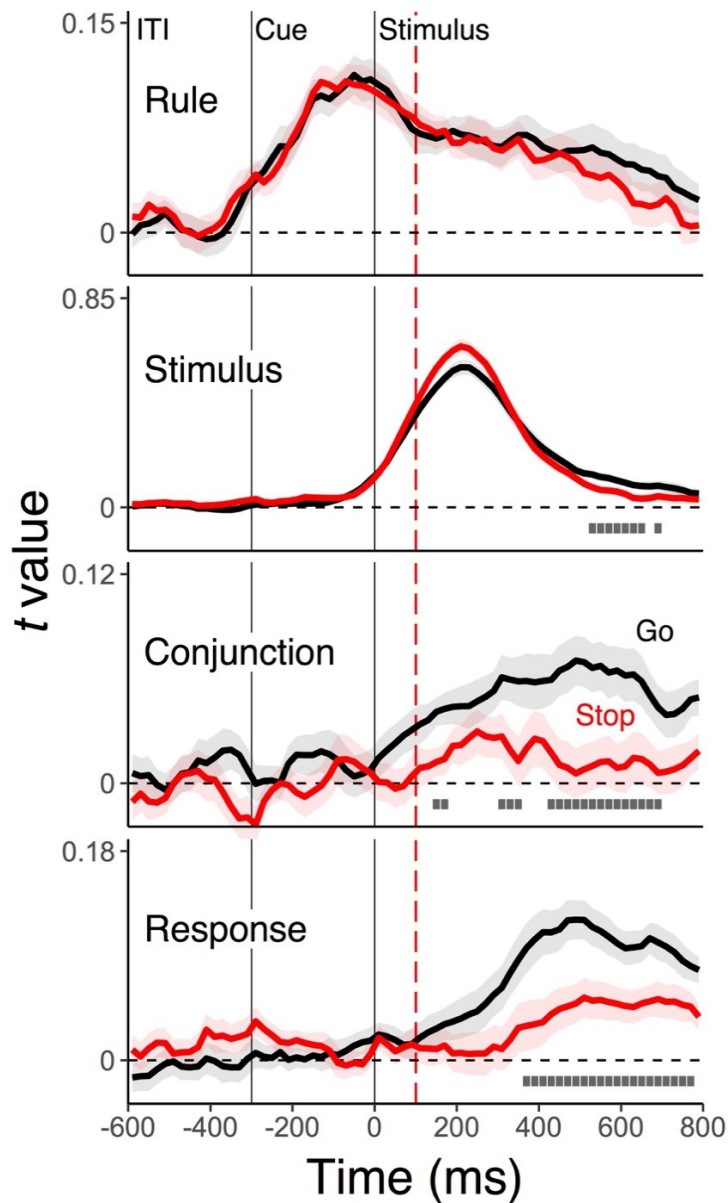 0.15
ITI Cue Stimulus
Rule
0
0.85
Stimulus
0
t value
0.12
Conjunction
Go
Stop
0
0.18
Response
0
-600 -400 -200 0 200 400 600 800
Time (ms)